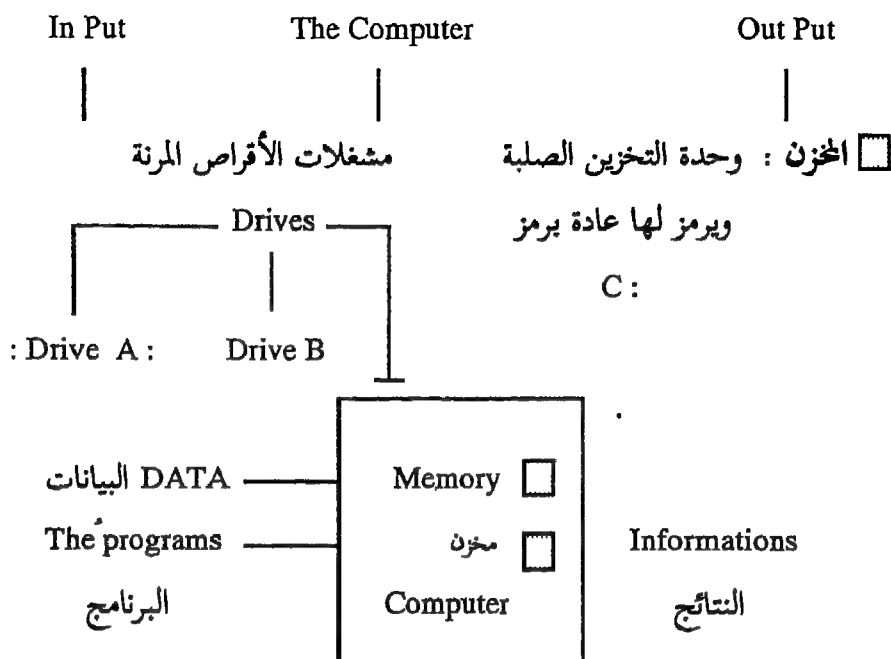 In Put The Computer Out Put
المخزن : وحدة التخزين الصلبة مشغلات الأقراص المرنة
ويرمز لها عادة برمز Drives
C :
: Drive A : Drive B
البيانات DATA Memory
The programs مخزن Informations
البرنامج Computer النتائج